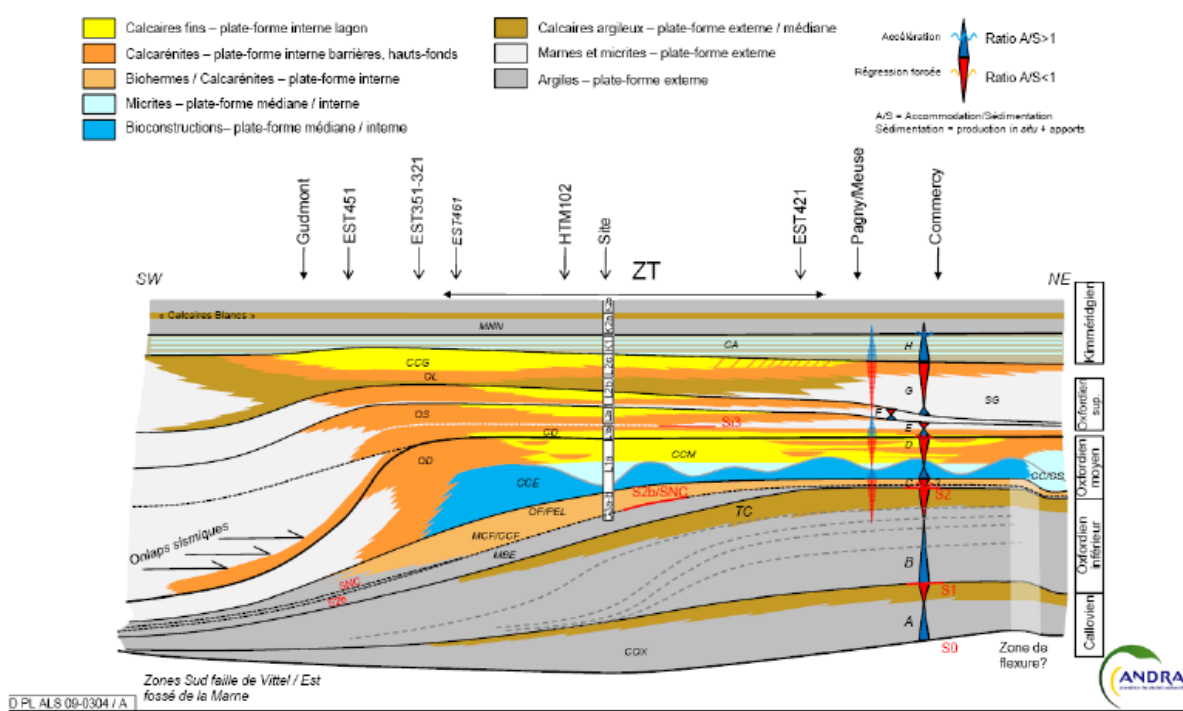 Calcaires fins – plate-forme interne lagon
Calcarénites – plate-forme interne barrières, hauts-fonds
Biohermes / Calcarénites – plate-forme interne
Micrites – plate-forme médiane / interne
Bioconstructions – plate-forme médiane / interne
Calcaires argileux – plate-forme externe / médiane
Marnes et micrites – plate-forme externe
Argiles – plate-forme externe
Accélération
Ratio A/S>1
Régression forcée
Ratio A/S<1
A/S = Accommodation/Sédimentation
Sédimentation = production in situ + apports
Gudmont
EST451
EST351-321
EST461
HTM102
Site
EST421
Pagny/Meuse
Commercy
SW
ZT
NE
« Calcaires Blancs »
MNN
CA
H
CCG
OL
G
SG
F
OS
Si3
E
CD
D
OD
CCM
CCE
C
CC/GS
S2b/SNC
S2
OF/PEL
TC
MCF/CCF
MBE
Onlaps sismiques
SNC
S2b
B
S1
A
COX
S0
Kimméridgien
Oxfordien sup.
Oxfordien moyen
Oxfordien inférieur
Callovien
Zone de
flexure?
Zones Sud faille de Vittel / Est
fossé de la Marne
D PL ALS 09-0304 / A
ANDRA